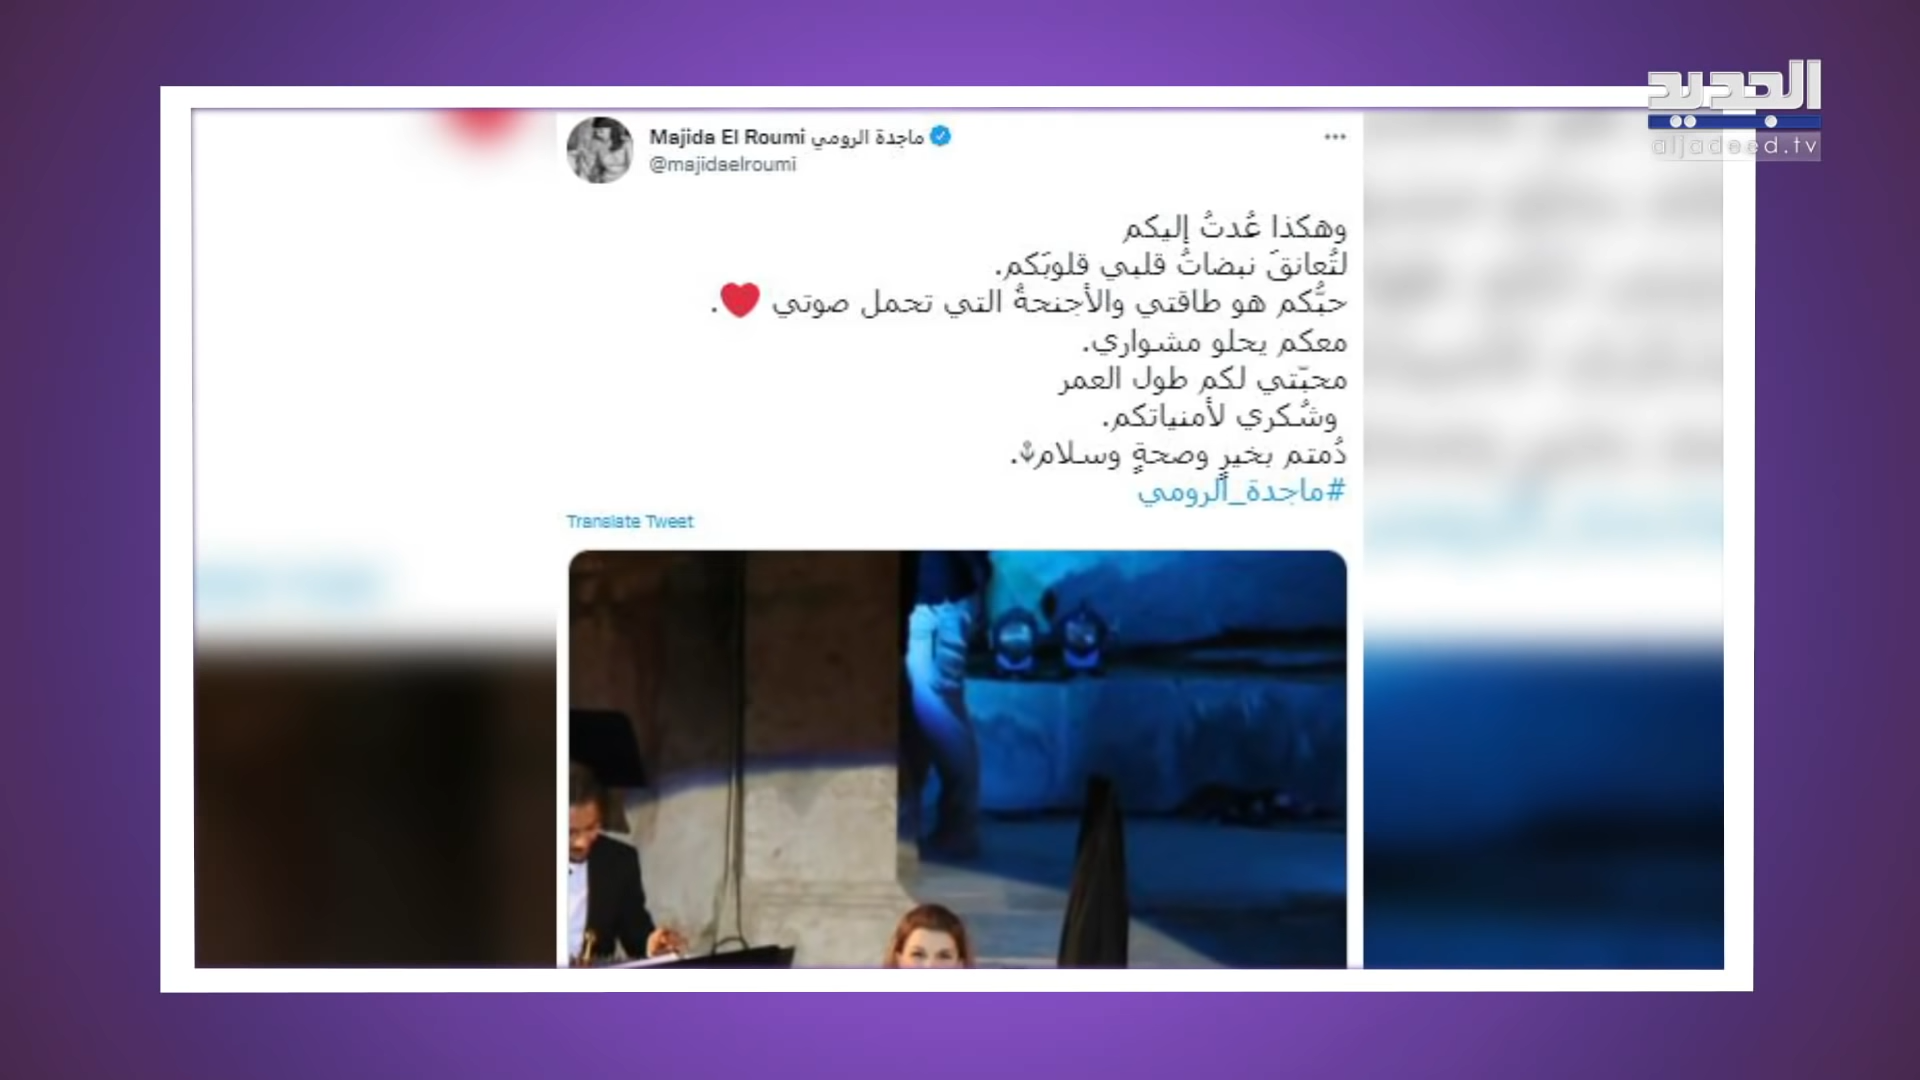 الجديد
aljadeed.tv
Majida El Roumi ماجدة الرومي
@majidaelroumi
وهكذا عُدتُ إليكم
لتُعانقَ نبضاتُ قلبي قلوبَكم.
حبُّكم هو طاقتي والأجنحةُ التي تحمل صوتي ❤️.
معكم يحلو مشواري.
محبّتي لكم طول العمر
وشُكري لأمنياتكم.
دُمتم بخيرٍ وصحةٍ وسلام⚘.
#ماجدة_الرومي
Translate Tweet